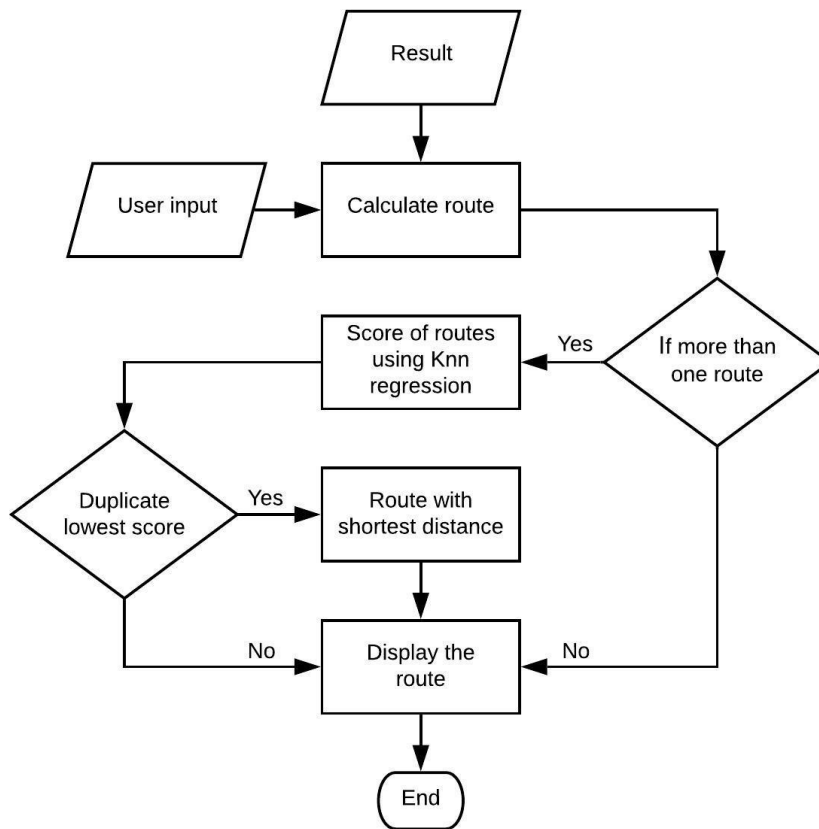 Result
User input
Calculate route
If more than
one route
Yes
Score of routes
using Knn
regression
Duplicate
lowest score
Yes
Route with
shortest distance
No
Display the
route
No
End